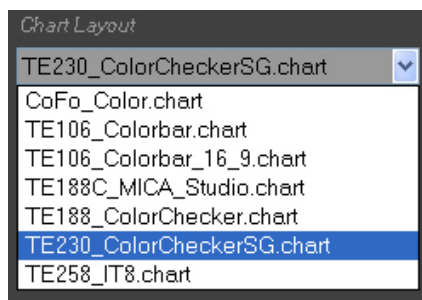 Chart Layout
TE230_ColorCheckerSG.chart
CoFo_Color.chart
TE106_Colorbar.chart
TE106_Colorbar_16_9.chart
TE188C_MICA_Studio.chart
TE188_ColorChecker.chart
TE230_ColorCheckerSG.chart
TE258_IT8.chart